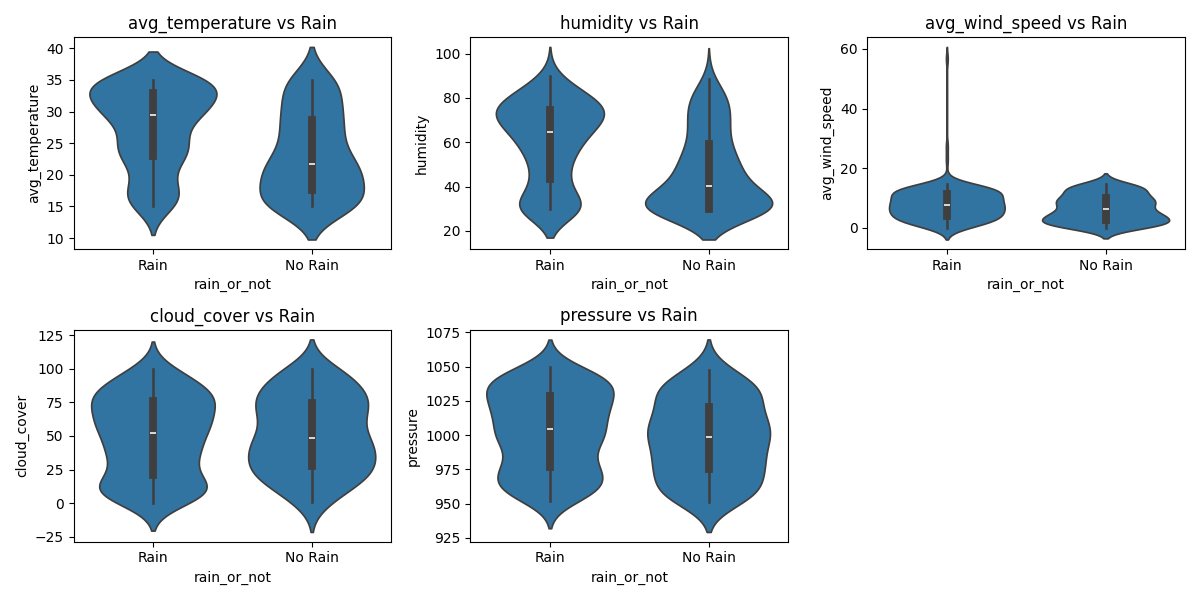 avg_temperature vs Rain
avg_temperature
40
35
30
25
20
15
10
Rain
No Rain
rain_or_not
humidity vs Rain
humidity
100
80
60
40
20
Rain
No Rain
rain_or_not
avg_wind_speed vs Rain
avg_wind_speed
60
40
20
0
Rain
No Rain
rain_or_not
cloud_cover vs Rain
cloud_cover
125
100
75
50
25
0
−25
Rain
No Rain
rain_or_not
pressure vs Rain
pressure
1075
1050
1025
1000
975
950
925
Rain
No Rain
rain_or_not